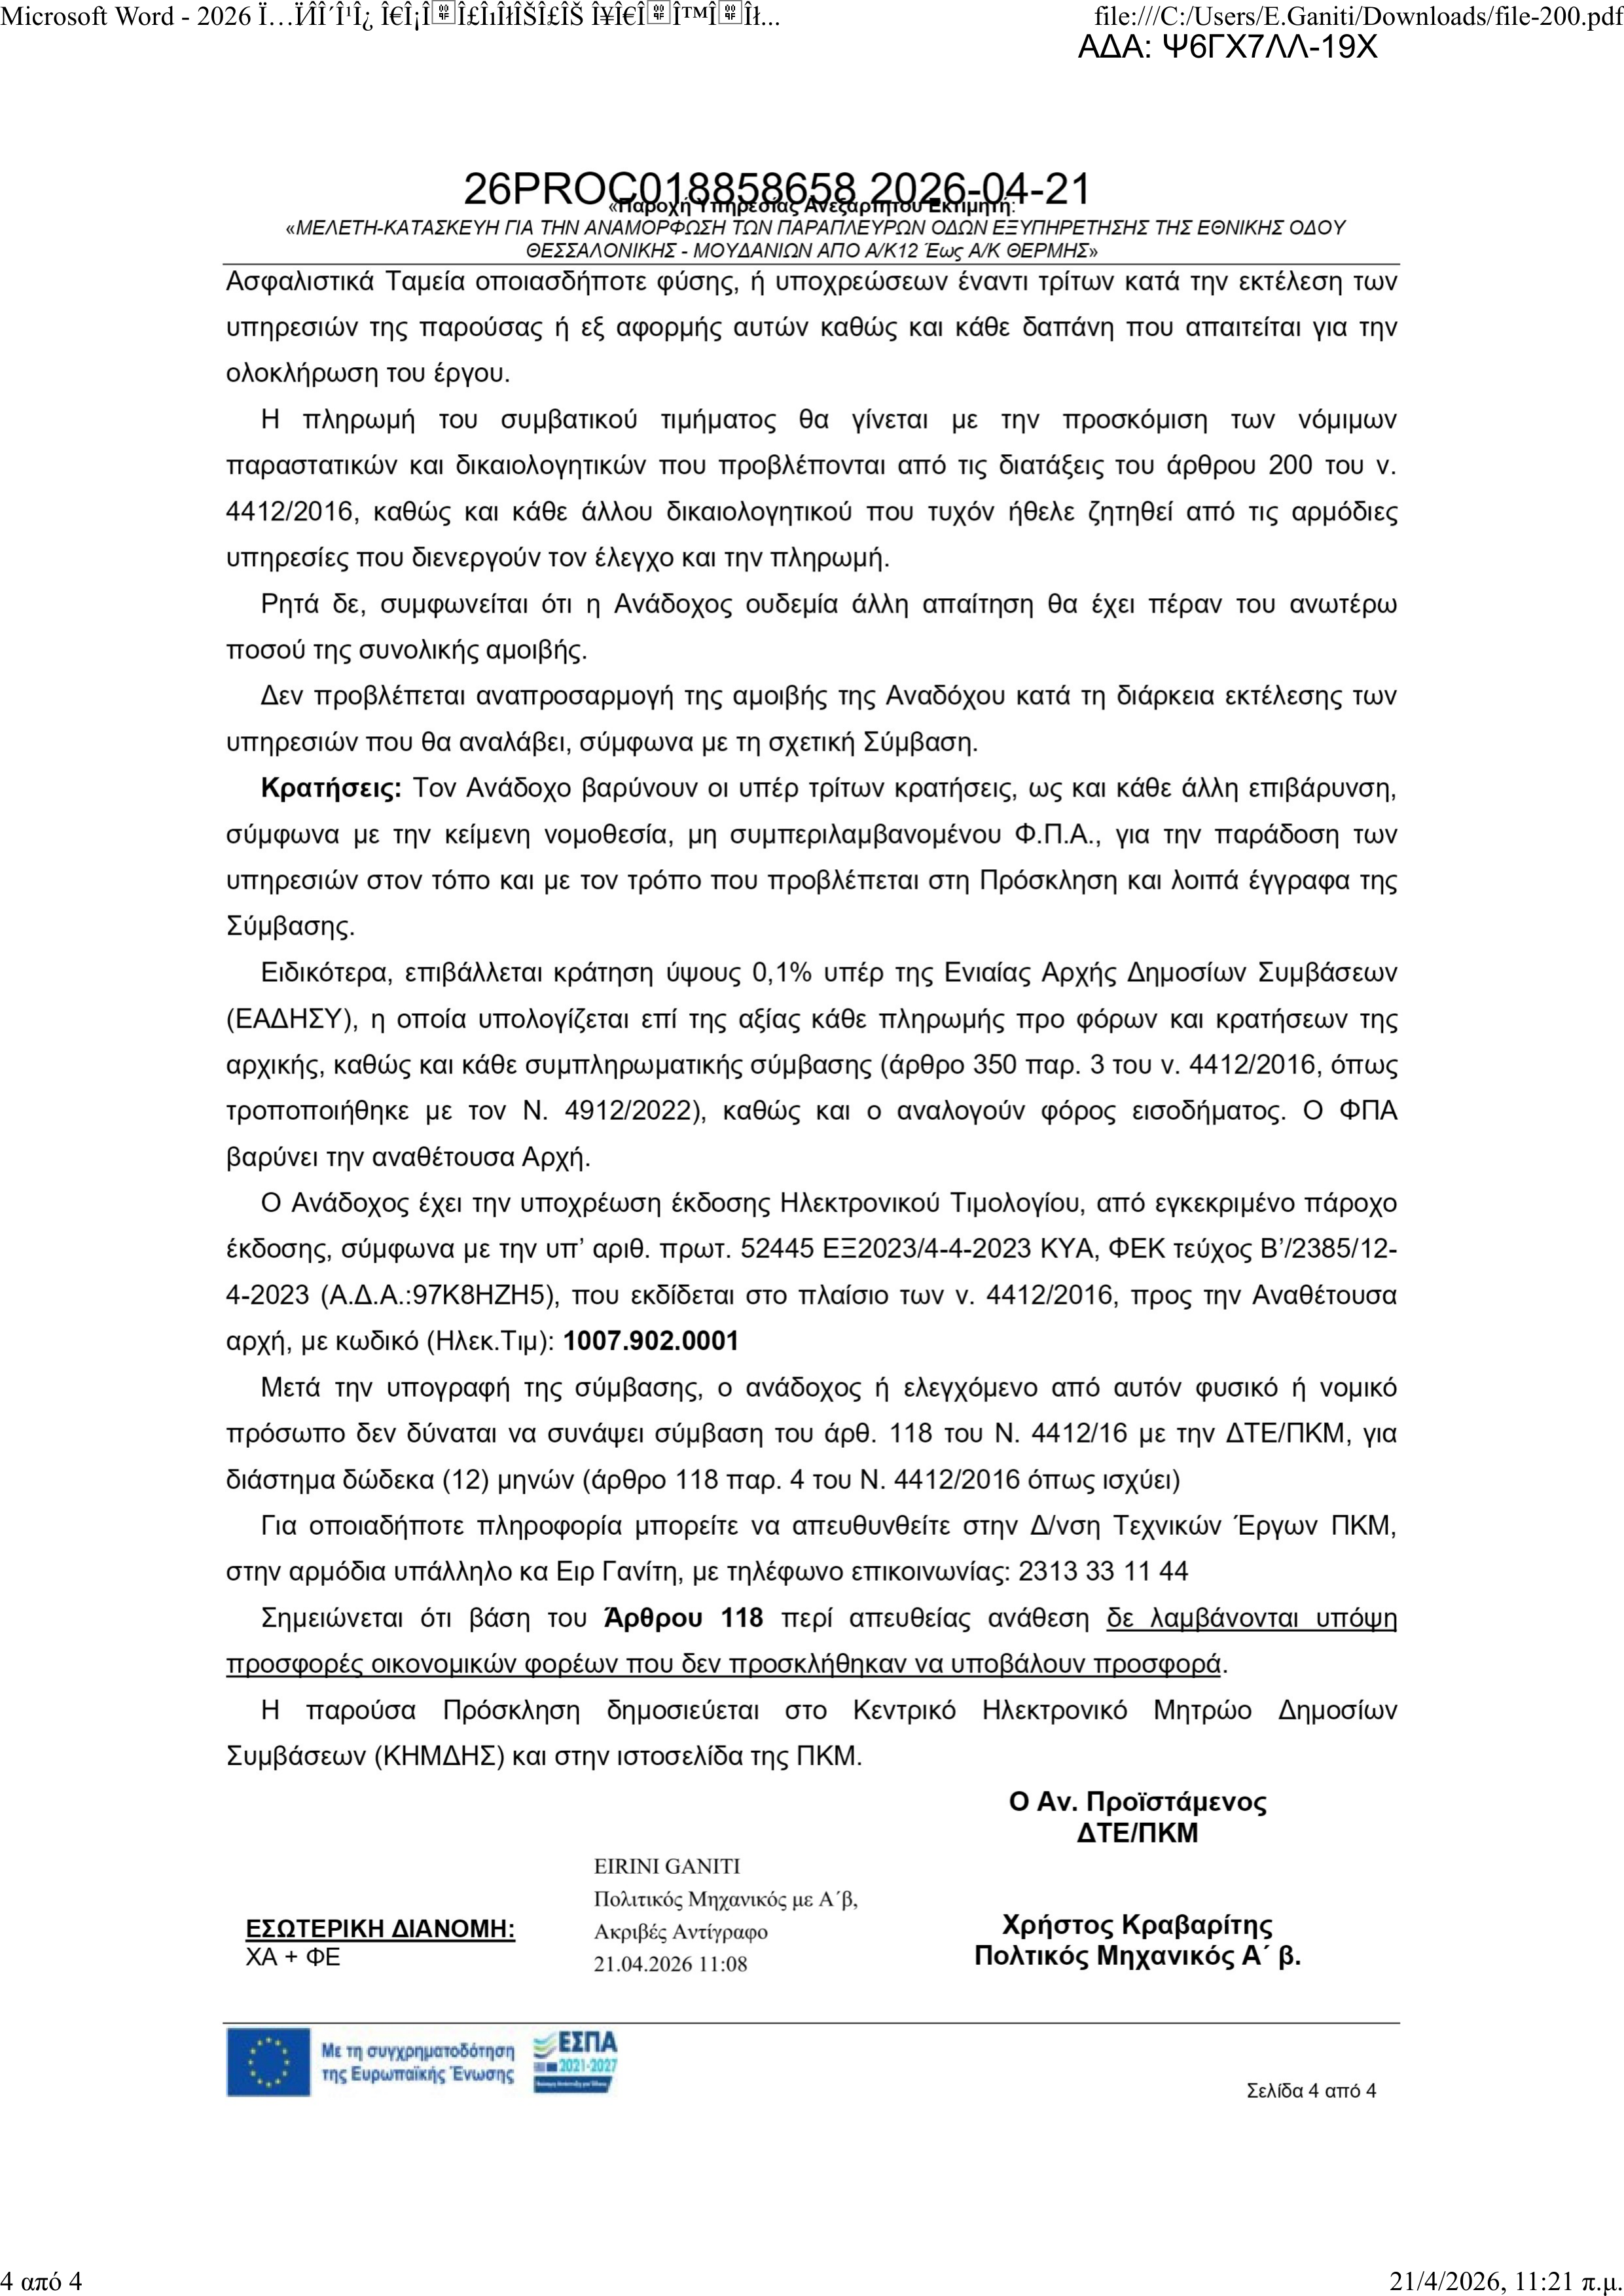 file:///C:/Users/E.Ganiti/Downloads/file-200.pdf
ΑΔΑ: Ψ6ΓΧ7ΛΛ-19Χ
26PROC018858658 2026-04-21
«Παροχή Υπηρεσίας Ανεξάρτητου Εκτιμητή:
«ΜΕΛΕΤΗ-ΚΑΤΑΣΚΕΥΗ ΓΙΑ ΤΗΝ ΑΝΑΜΟΡΦΩΣΗ ΤΩΝ ΠΑΡΑΠΛΕΥΡΩΝ ΟΔΩΝ ΕΞΥΠΗΡΕΤΗΣΗΣ ΤΗΣ ΕΘΝΙΚΗΣ ΟΔΟΥ
ΘΕΣΣΑΛΟΝΙΚΗΣ - ΜΟΥΔΑΝΙΩΝ ΑΠΟ Α/Κ12 Έως Α/Κ ΘΕΡΜΗΣ»
Ασφαλιστικά Ταμεία οποιασδήποτε φύσης, ή υποχρεώσεων έναντι τρίτων κατά την εκτέλεση των
υπηρεσιών της παρούσας ή εξ αφορμής αυτών καθώς και κάθε δαπάνη που απαιτείται για την
ολοκλήρωση του έργου.
Η πληρωμή του συμβατικού τιμήματος θα γίνεται με την προσκόμιση των νόμιμων
παραστατικών και δικαιολογητικών που προβλέπονται από τις διατάξεις του άρθρου 200 του ν.
4412/2016, καθώς και κάθε άλλου δικαιολογητικού που τυχόν ήθελε ζητηθεί από τις αρμόδιες
υπηρεσίες που διενεργούν τον έλεγχο και την πληρωμή.
Ρητά δε, συμφωνείται ότι η Ανάδοχος ουδεμία άλλη απαίτηση θα έχει πέραν του ανωτέρω
ποσού της συνολικής αμοιβής.
Δεν προβλέπεται αναπροσαρμογή της αμοιβής της Αναδόχου κατά τη διάρκεια εκτέλεσης των
υπηρεσιών που θα αναλάβει, σύμφωνα με τη σχετική Σύμβαση.
Κρατήσεις: Τον Ανάδοχο βαρύνουν οι υπέρ τρίτων κρατήσεις, ως και κάθε άλλη επιβάρυνση,
σύμφωνα με την κείμενη νομοθεσία, μη συμπεριλαμβανομένου Φ.Π.Α., για την παράδοση των
υπηρεσιών στον τόπο και με τον τρόπο που προβλέπεται στη Πρόσκληση και λοιπά έγγραφα της
Σύμβασης.
Ειδικότερα, επιβάλλεται κράτηση ύψους 0,1% υπέρ της Ενιαίας Αρχής Δημοσίων Συμβάσεων
(ΕΑΔΗΣΥ), η οποία υπολογίζεται επί της αξίας κάθε πληρωμής προ φόρων και κρατήσεων της
αρχικής, καθώς και κάθε συμπληρωματικής σύμβασης (άρθρο 350 παρ. 3 του ν. 4412/2016, όπως
τροποποιήθηκε με τον Ν. 4912/2022), καθώς και ο αναλογούν φόρος εισοδήματος. Ο ΦΠΑ
βαρύνει την αναθέτουσα Αρχή.
Ο Ανάδοχος έχει την υποχρέωση έκδοσης Ηλεκτρονικού Τιμολογίου, από εγκεκριμένο πάροχο
έκδοσης, σύμφωνα με την υπ’ αριθ. πρωτ. 52445 ΕΞ2023/4-4-2023 ΚΥΑ, ΦΕΚ τεύχος Β’/2385/12-
4-2023 (Α.Δ.Α.:97Κ8ΗΖΗ5), που εκδίδεται στο πλαίσιο των ν. 4412/2016, προς την Αναθέτουσα
αρχή, με κωδικό (Ηλεκ.Τιμ): 1007.902.0001
Μετά την υπογραφή της σύμβασης, ο ανάδοχος ή ελεγχόμενο από αυτόν φυσικό ή νομικό
πρόσωπο δεν δύναται να συνάψει σύμβαση του άρθ. 118 του Ν. 4412/16 με την ΔΤΕ/ΠΚΜ, για
διάστημα δώδεκα (12) μηνών (άρθρο 118 παρ. 4 του Ν. 4412/2016 όπως ισχύει)
Για οποιαδήποτε πληροφορία μπορείτε να απευθυνθείτε στην Δ/νση Τεχνικών Έργων ΠΚΜ,
στην αρμόδια υπάλληλο κα Ειρ Γανίτη, με τηλέφωνο επικοινωνίας: 2313 33 11 44
Σημειώνεται ότι βάση του Άρθρου 118 περί απευθείας ανάθεση δε λαμβάνονται υπόψη
προσφορές οικονομικών φορέων που δεν προσκλήθηκαν να υποβάλουν προσφορά.
Η παρούσα Πρόσκληση δημοσιεύεται στο Κεντρικό Ηλεκτρονικό Μητρώο Δημοσίων
Συμβάσεων (ΚΗΜΔΗΣ) και στην ιστοσελίδα της ΠΚΜ.
Ο Αν. Προϊστάμενος
ΔΤΕ/ΠΚΜ
EIRINI GANITI
Πολιτικός Μηχανικός με Α΄β,
Ακριβές Αντίγραφο
21.04.2026 11:08
ΕΣΩΤΕΡΙΚΗ ΔΙΑΝΟΜΗ:
ΧΑ + ΦΕ
Χρήστος Κραβαρίτης
Πολτικός Μηχανικός Α΄ β.
Με τη συγχρηματοδότηση
της Ευρωπαϊκής Ένωσης
ΕΣΠΑ
2021-2027
Σελίδα 4 από 4
4 από 4
21/4/2026, 11:21 π.μ.